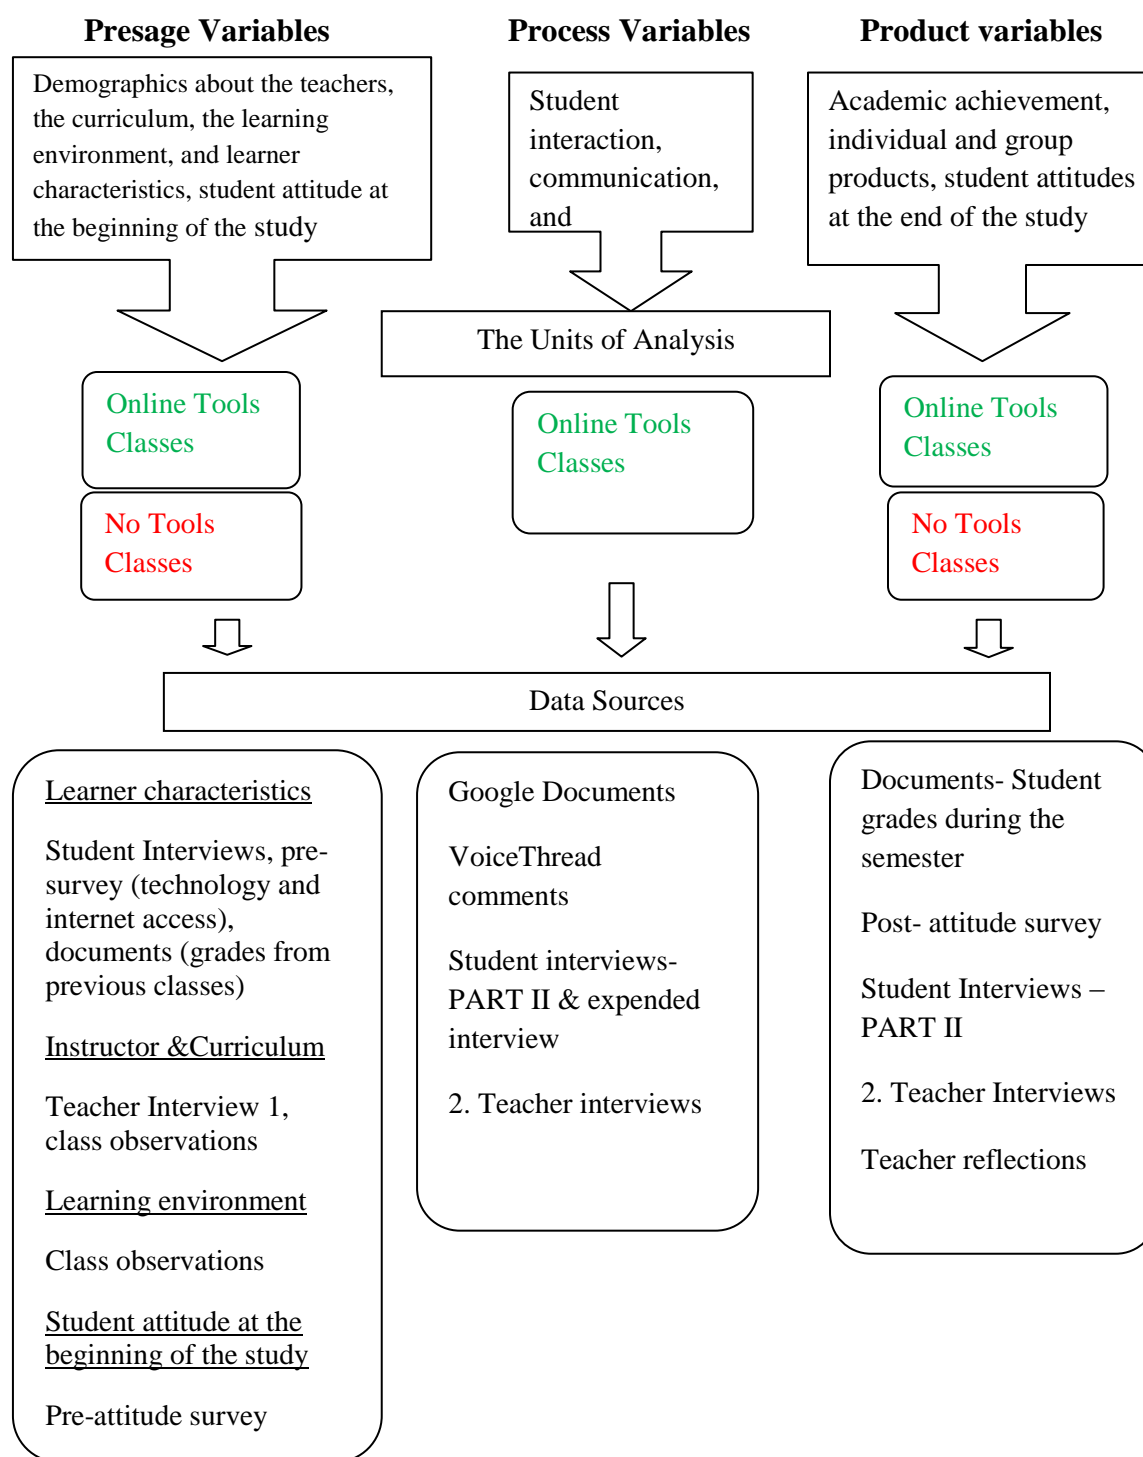 Presage Variables
Demographics about the teachers,
the curriculum, the learning
environment, and learner
characteristics, student attitude at
the beginning of the study
Process Variables
Student
interaction,
communication,
and
Product variables
Academic achievement,
individual and group
products, student attitudes
at the end of the study
The Units of Analysis
Online Tools
Classes
No Tools
Classes
Online Tools
Classes
Online Tools
Classes
No Tools
Classes
Data Sources
Learner characteristics
Student Interviews, pre-
survey (technology and
internet access),
documents (grades from
previous classes)
Instructor &Curriculum
Teacher Interview 1,
class observations
Learning environment
Class observations
Student attitude at the
beginning of the study
Pre-attitude survey
Google Documents
VoiceThread
comments
Student interviews-
PART II & expended
interview
2. Teacher interviews
Documents- Student
grades during the
semester
Post- attitude survey
Student Interviews –
PART II
2. Teacher Interviews
Teacher reflections